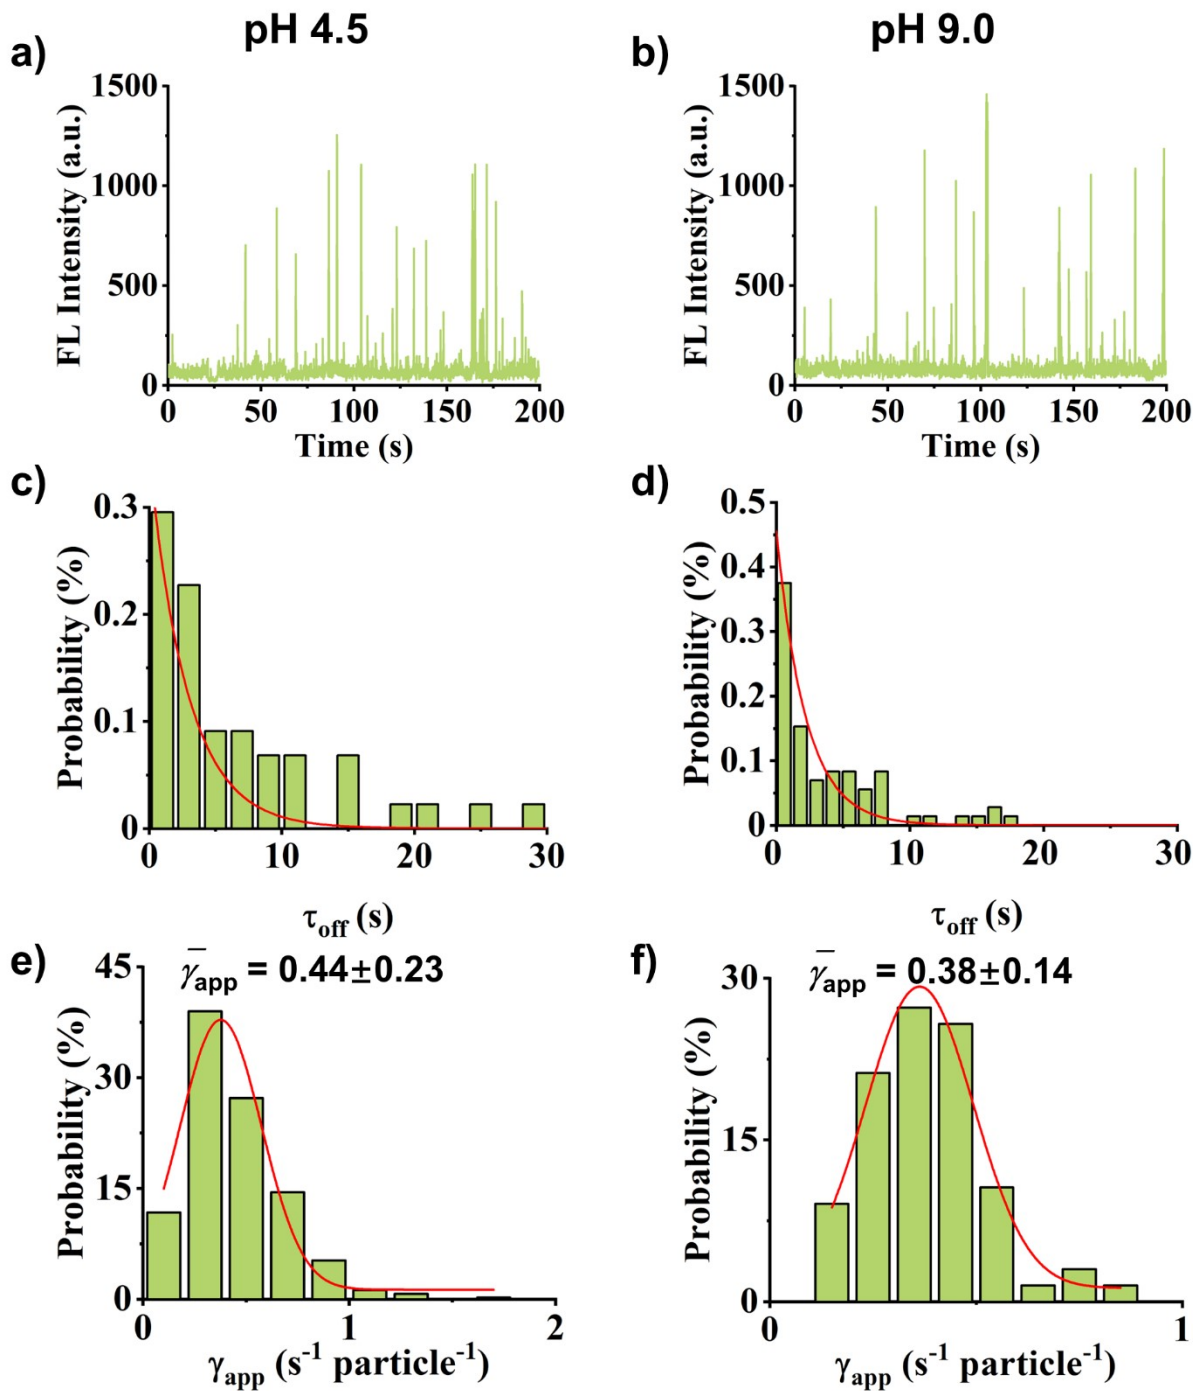 pH 4.5
pH 9.0
a)
b)
1500
1000
500
0
FL Intensity (a.u.)
0 50 100 150 200
Time (s)
1500
1000
500
0
FL Intensity (a.u.)
0 50 100 150 200
Time (s)
c)
d)
0.3
0.2
0.1
0
Probability (%)
0 10 20 30
τoff (s)
0.5
0.4
0.3
0.2
0.1
0
Probability (%)
0 10 20 30
τoff (s)
e)
f)
γ̄app = 0.44±0.23
45
30
15
0
Probability (%)
0 1 2
γapp (s⁻¹ particle⁻¹)
γ̄app = 0.38±0.14
30
15
0
Probability (%)
0 1
γapp (s⁻¹ particle⁻¹)